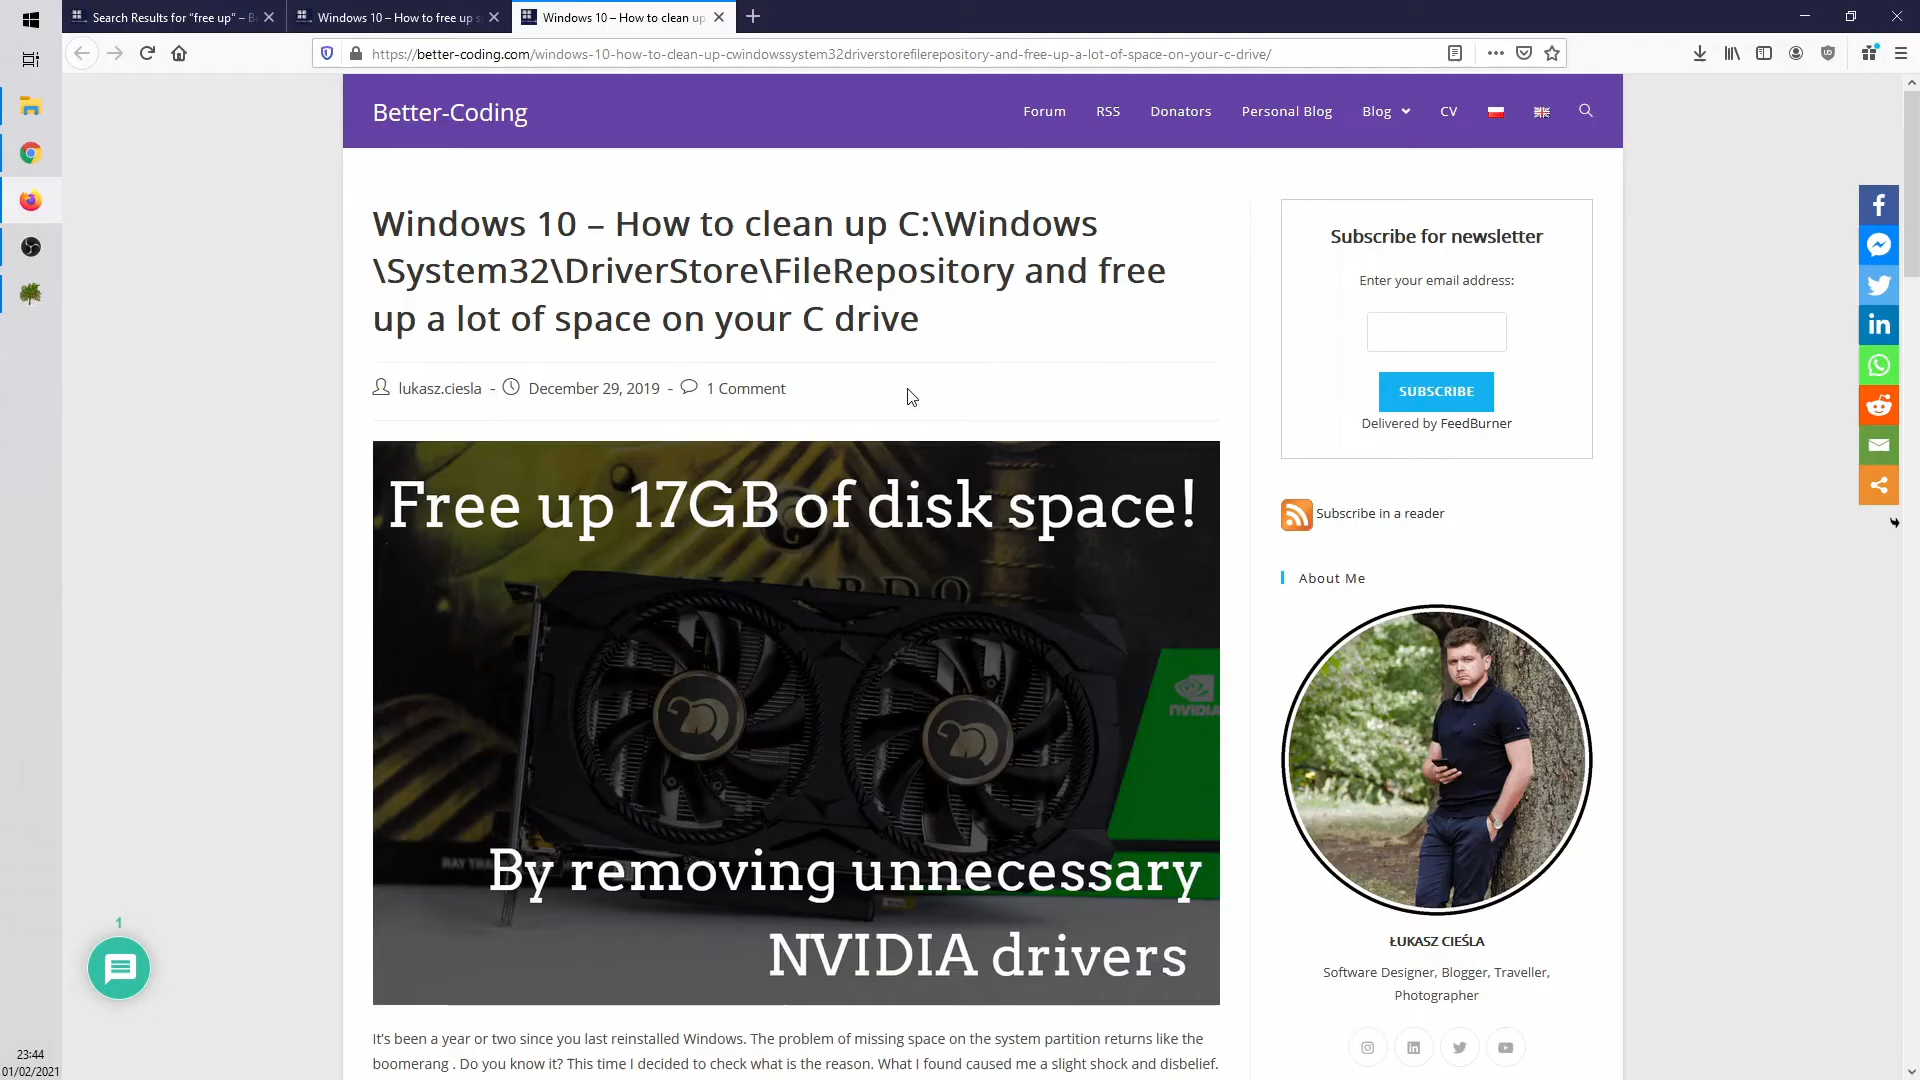 Search Results for "free up" – B
Windows 10 – How to free up s
Windows 10 – How to clean up
https://better-coding.com/windows-10-how-to-clean-up-cwindowssystem32driverstorefilerepository-and-free-up-a-lot-of-space-on-your-c-drive/
Better-Coding
Forum
RSS
Donators
Personal Blog
Blog
CV
Windows 10 – How to clean up C:\Windows
\System32\DriverStore\FileRepository and free
up a lot of space on your C drive
lukasz.ciesla - December 29, 2019 - 1 Comment
Free up 17GB of disk space!
NVIDIA
By removing unnecessary
NVIDIA drivers
It's been a year or two since you last reinstalled Windows. The problem of missing space on the system partition returns like the
boomerang . Do you know it? This time I decided to check what is the reason. What I found caused me a slight shock and disbelief.
Subscribe for newsletter
Enter your email address:
SUBSCRIBE
Delivered by FeedBurner
Subscribe in a reader
About Me
ŁUKASZ CIEŚLA
Software Designer, Blogger, Traveller,
Photographer
1
23:44
01/02/2021